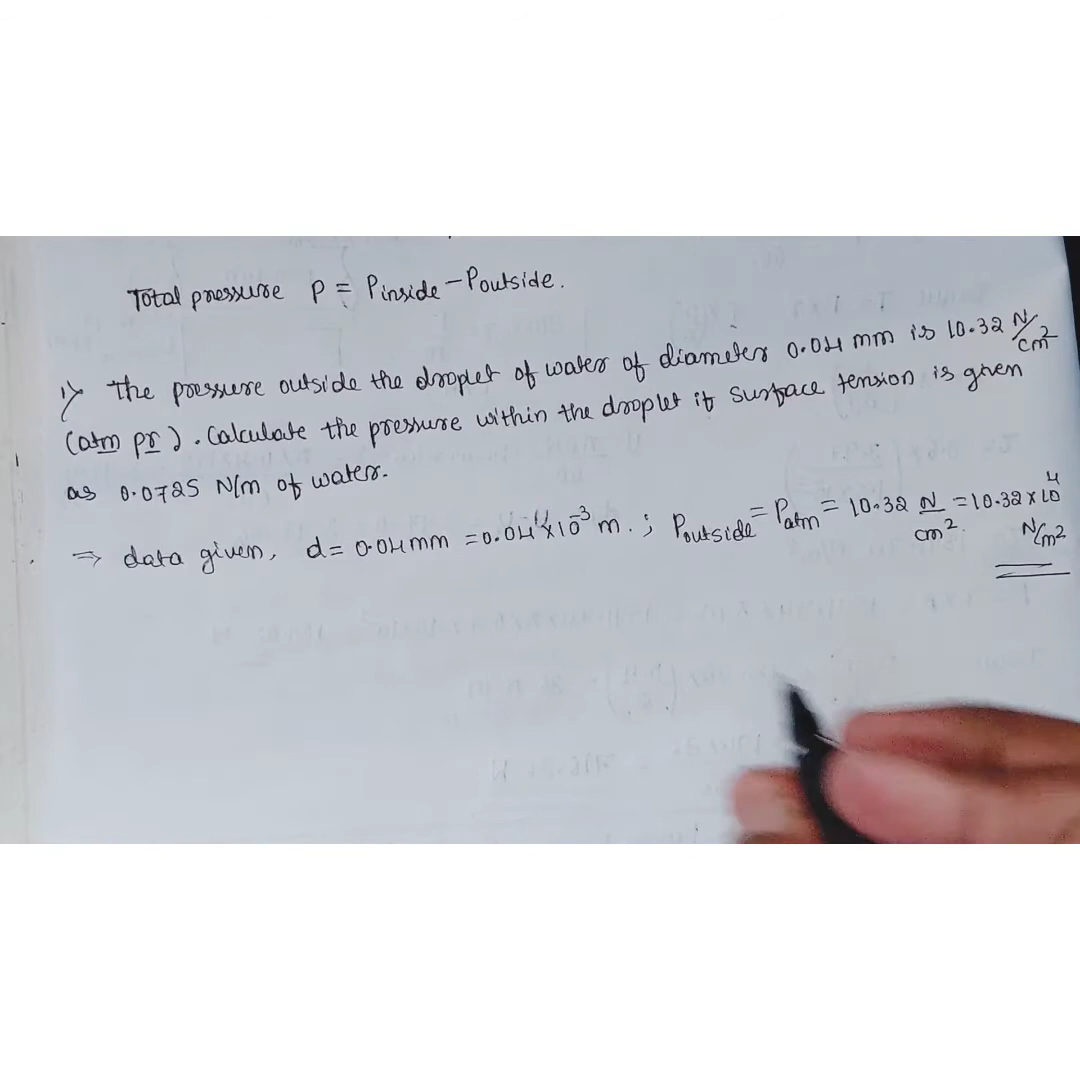 Total pressure P = Pinside - Poutside.
1) The pressure outside the droplet of water of diameter 0.04 mm is 10.32 N/cm²
(atm pr). Calculate the pressure within the droplet if surface tension is given
as 0.0725 N/m of water.
⇒ data given, d = 0.04mm = 0.04 × 10⁻³ m. ; Poutside = Patm = 10.32 N/cm². = 10.32 × 10⁴ N/m²